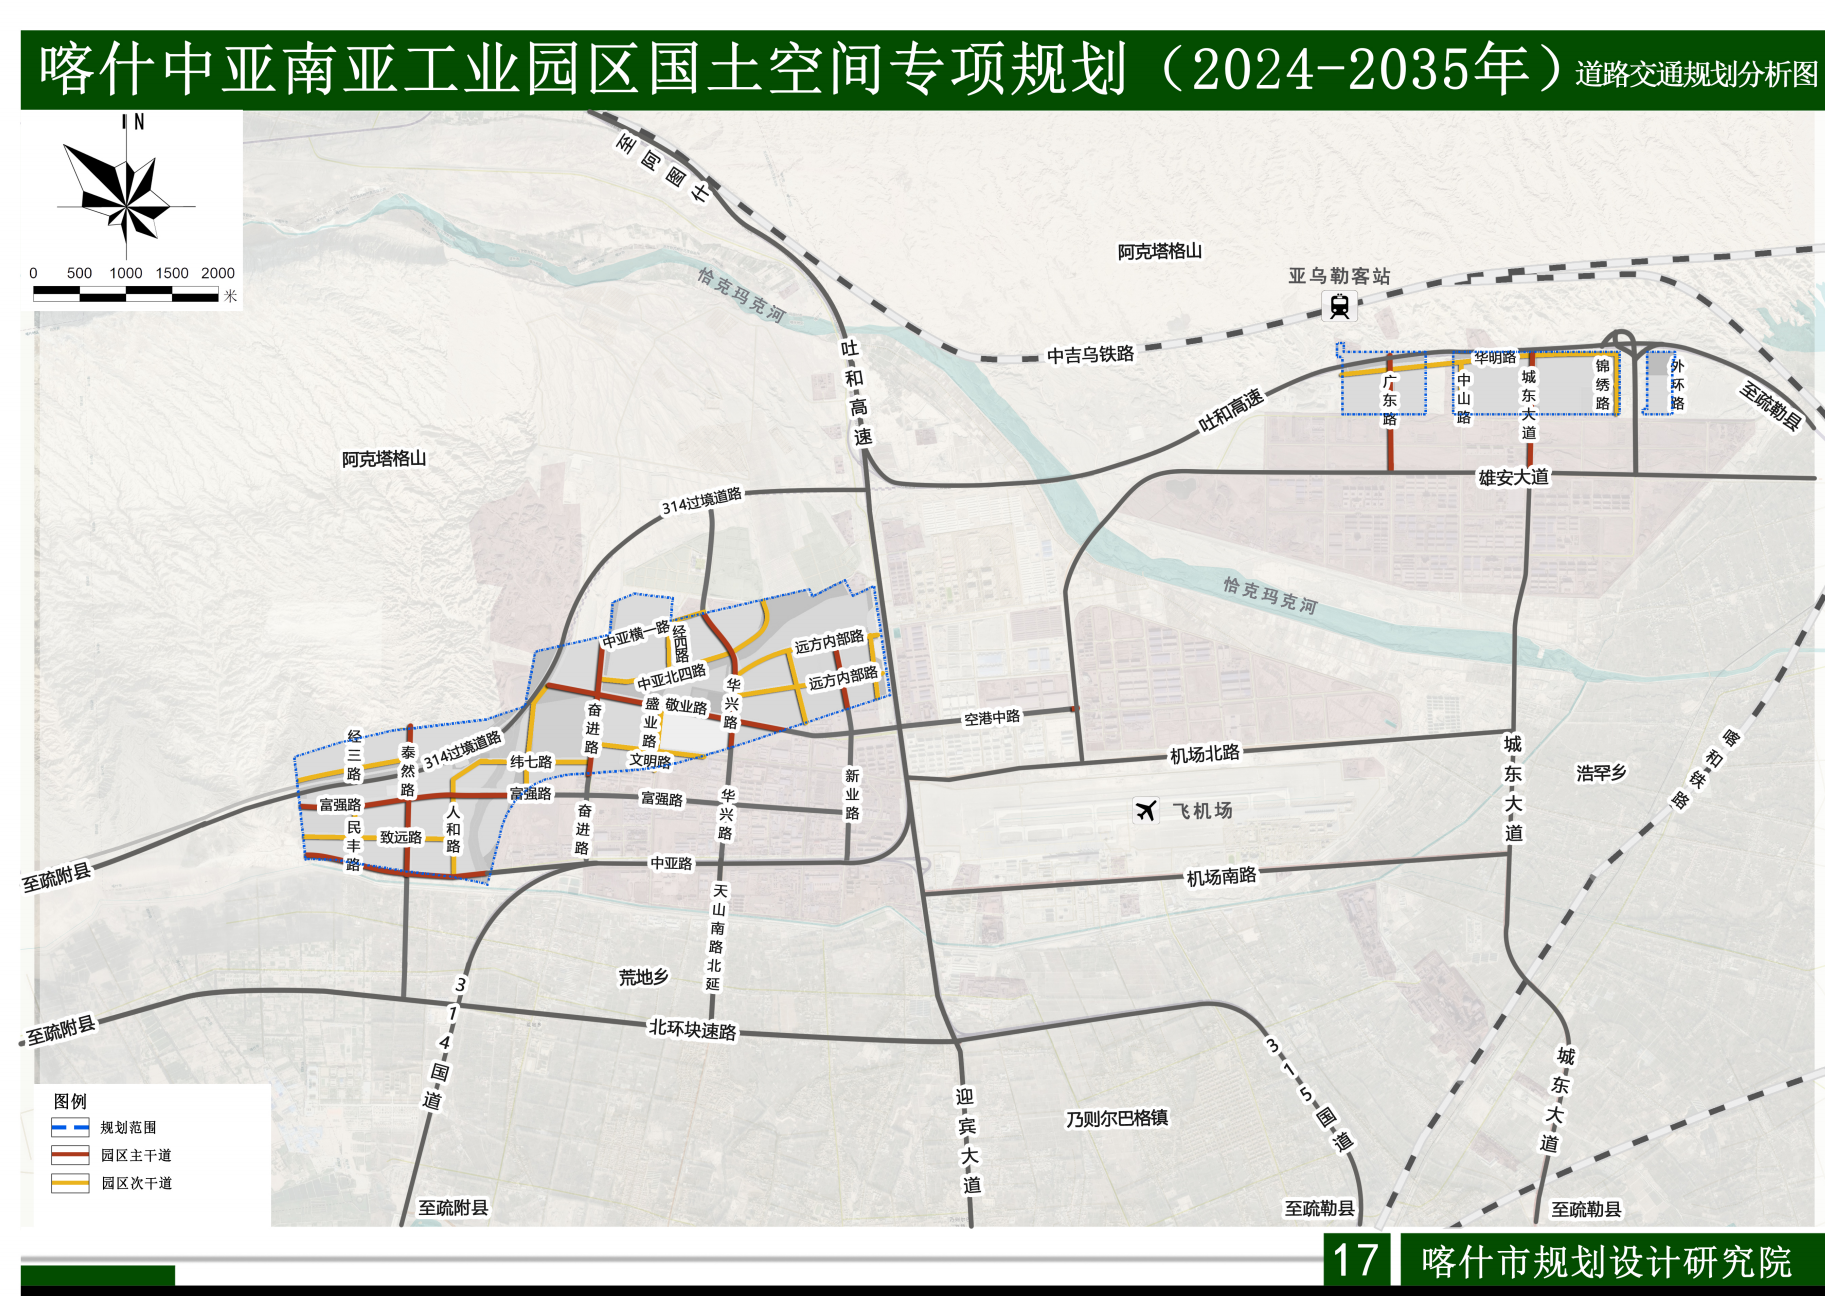 喀什中亚南亚工业园区国土空间专项规划（2024-2035年）道路交通规划分析图
N
0 500 1000 1500 2000 米
至阿图什
恰克玛克河
阿克塔格山
亚乌勒客站
中吉乌铁路
吐和高速
吐和高速
华明路
广东路
中山路
城东大道
锦绣路
外环路
至疏勒县
雄安大道
阿克塔格山
314过境道路
恰克玛克河
中亚横一路
经四路
中亚北四路
远方内部路
远方内部路
华兴路
敬业路
盛业路
奋进路
文明路
空港中路
机场北路
城东大道
浩罕乡
喀和铁路
飞机场
经三路
泰然路
314过境道路
纬七路
富强路
富强路
富强路
新业路
华兴路
奋进路
人和路
民丰路
致远路
中亚路
机场南路
至疏附县
天山南路北延
荒地乡
314国道
北环块速路
至疏附县
315国道
城东大道
迎宾大道
乃则尔巴格镇
至疏附县
至疏勒县
至疏勒县
图例
规划范围
园区主干道
园区次干道
17
喀什市规划设计研究院